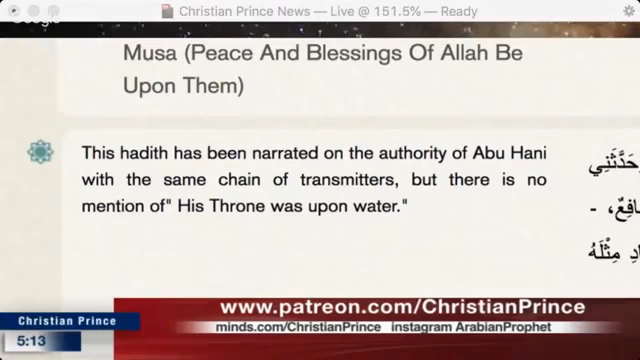 Christian Prince News — Live @ 151.5% — Ready
Google
Musa (Peace And Blessings Of Allah Be
Upon Them)
This hadith has been narrated on the authority of Abu Hani
with the same chain of transmitters, but there is no
mention of" His Throne was upon water."
حَدَّثَنِي
افِعٌ، -
ادِ مِثْلَهُ
www.patreon.com/ChristianPrince
minds.com/ChristianPrince instagram ArabianProphet
Christian Prince
5:13